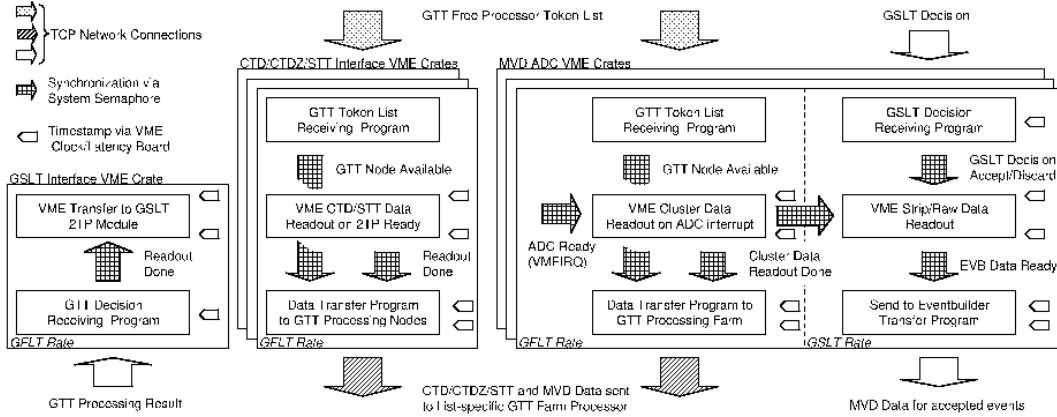 GTT Free Processor Token List
GSLT Decision
TCP Network Connections
CTD/CTDZ/STT Interface VME Crates
MVD ADC VME Crates
Synchronization via
System Semaphore
GTT Token List
Receiving Program
GTT Token List
Receiving Program
GSLT Decision
Receiving Program
Timestamp via VME
Clock/Latency Board
GTT Node Available
GTT Node Available
GSLT Decision
Accept/Discard
GSLT Interface VME Crate
VME Transfer to GSLT
2TP Module
VME CTD/STT Data
Readout on 2TP Ready
VME Cluster Data
Readout on ADC interrupt
VME Strip/Raw Data
Readout
Readout
Done
Readout
Done
ADC Ready
(VMEIRQ)
Cluster Data
Readout Done
EVB Data Ready
GTT Decision
Receiving Program
Data Transfer Program
to GTT Processing Nodes
Data Transfer Program to
GTT Processing Farm
Send to Eventbuilder
Transfer Program
GFLT Rate
GFLT Rate
GFLT Rate
GSLT Rate
GTT Processing Result
CTD/CTDZ/STT and MVD Data sent
to List-specific GTT Farm Processor
MVD Data for accepted events